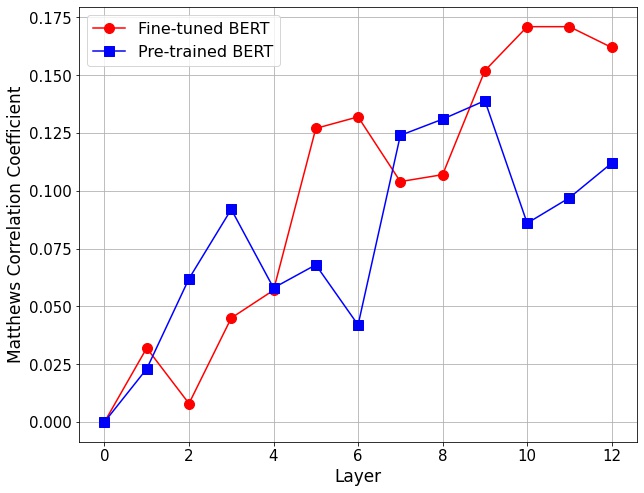 Fine-tuned BERT
Pre-trained BERT
Matthews Correlation Coefficient
0.175
0.150
0.125
0.100
0.075
0.050
0.025
0.000
0 2 4 6 8 10 12
Layer